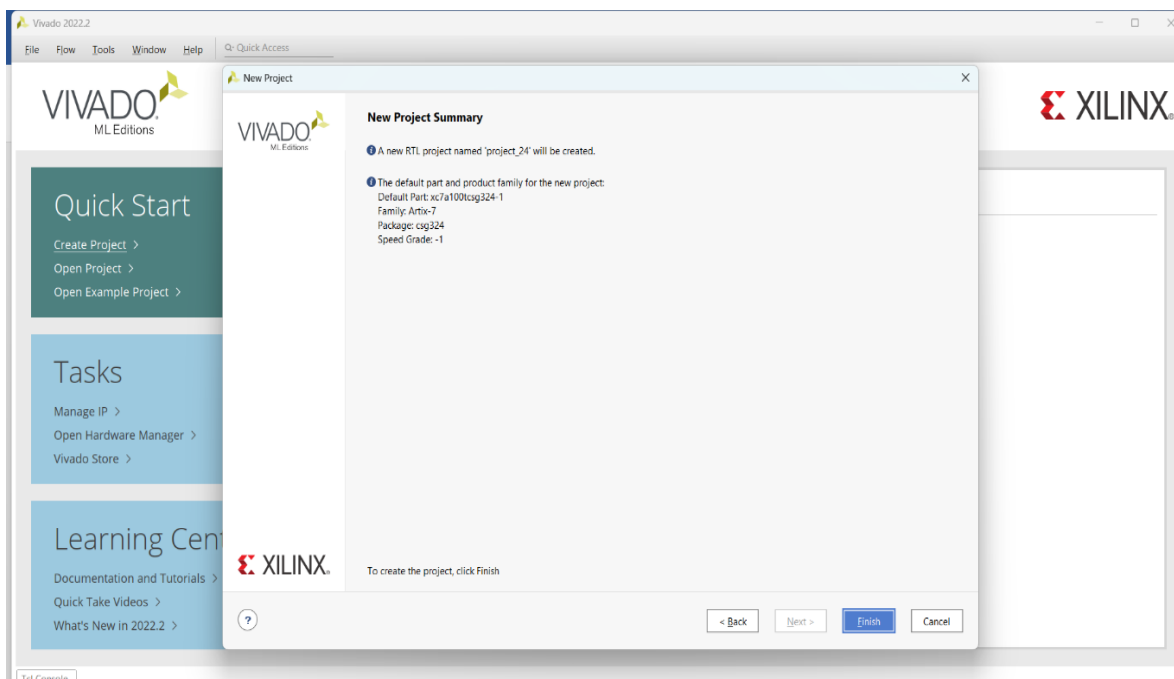 Vivado 2022.2
File Flow Tools Window Help Q- Quick Access
VIVADO
ML Editions
XILINX
Quick Start
Create Project >
Open Project >
Open Example Project >
Tasks
Manage IP >
Open Hardware Manager >
Vivado Store >
Learning Cen
Documentation and Tutorials >
Quick Take Videos >
What's New in 2022.2 >
New Project
VIVADO
ML Editions
New Project Summary
A new RTL project named 'project_24' will be created.
The default part and product family for the new project:
Default Part: xc7a100tcsg324-1
Family: Artix-7
Package: csg324
Speed Grade: -1
XILINX
To create the project, click Finish
?
< Back Next > Finish Cancel
Tcl Console